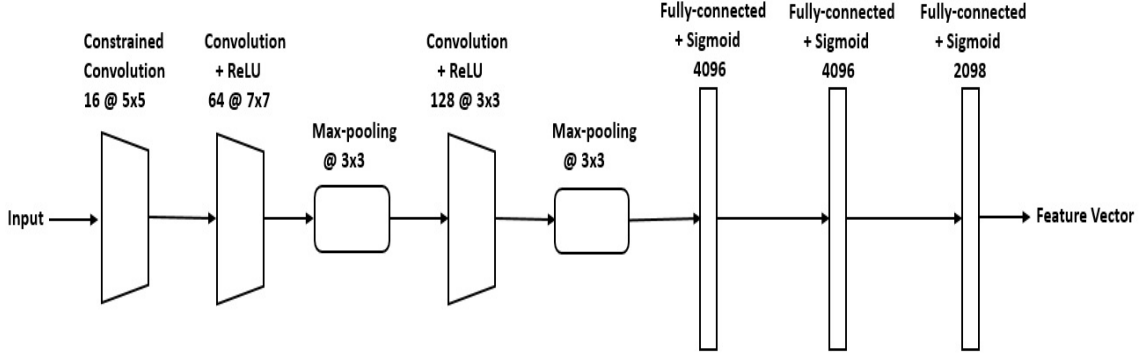 Constrained
Convolution
16 @ 5x5
Convolution
+ ReLU
64 @ 7x7
Max-pooling
@ 3x3
Convolution
+ ReLU
128 @ 3x3
Max-pooling
@ 3x3
Fully-connected
+ Sigmoid
4096
Fully-connected
+ Sigmoid
4096
Fully-connected
+ Sigmoid
2098
Input
Feature Vector